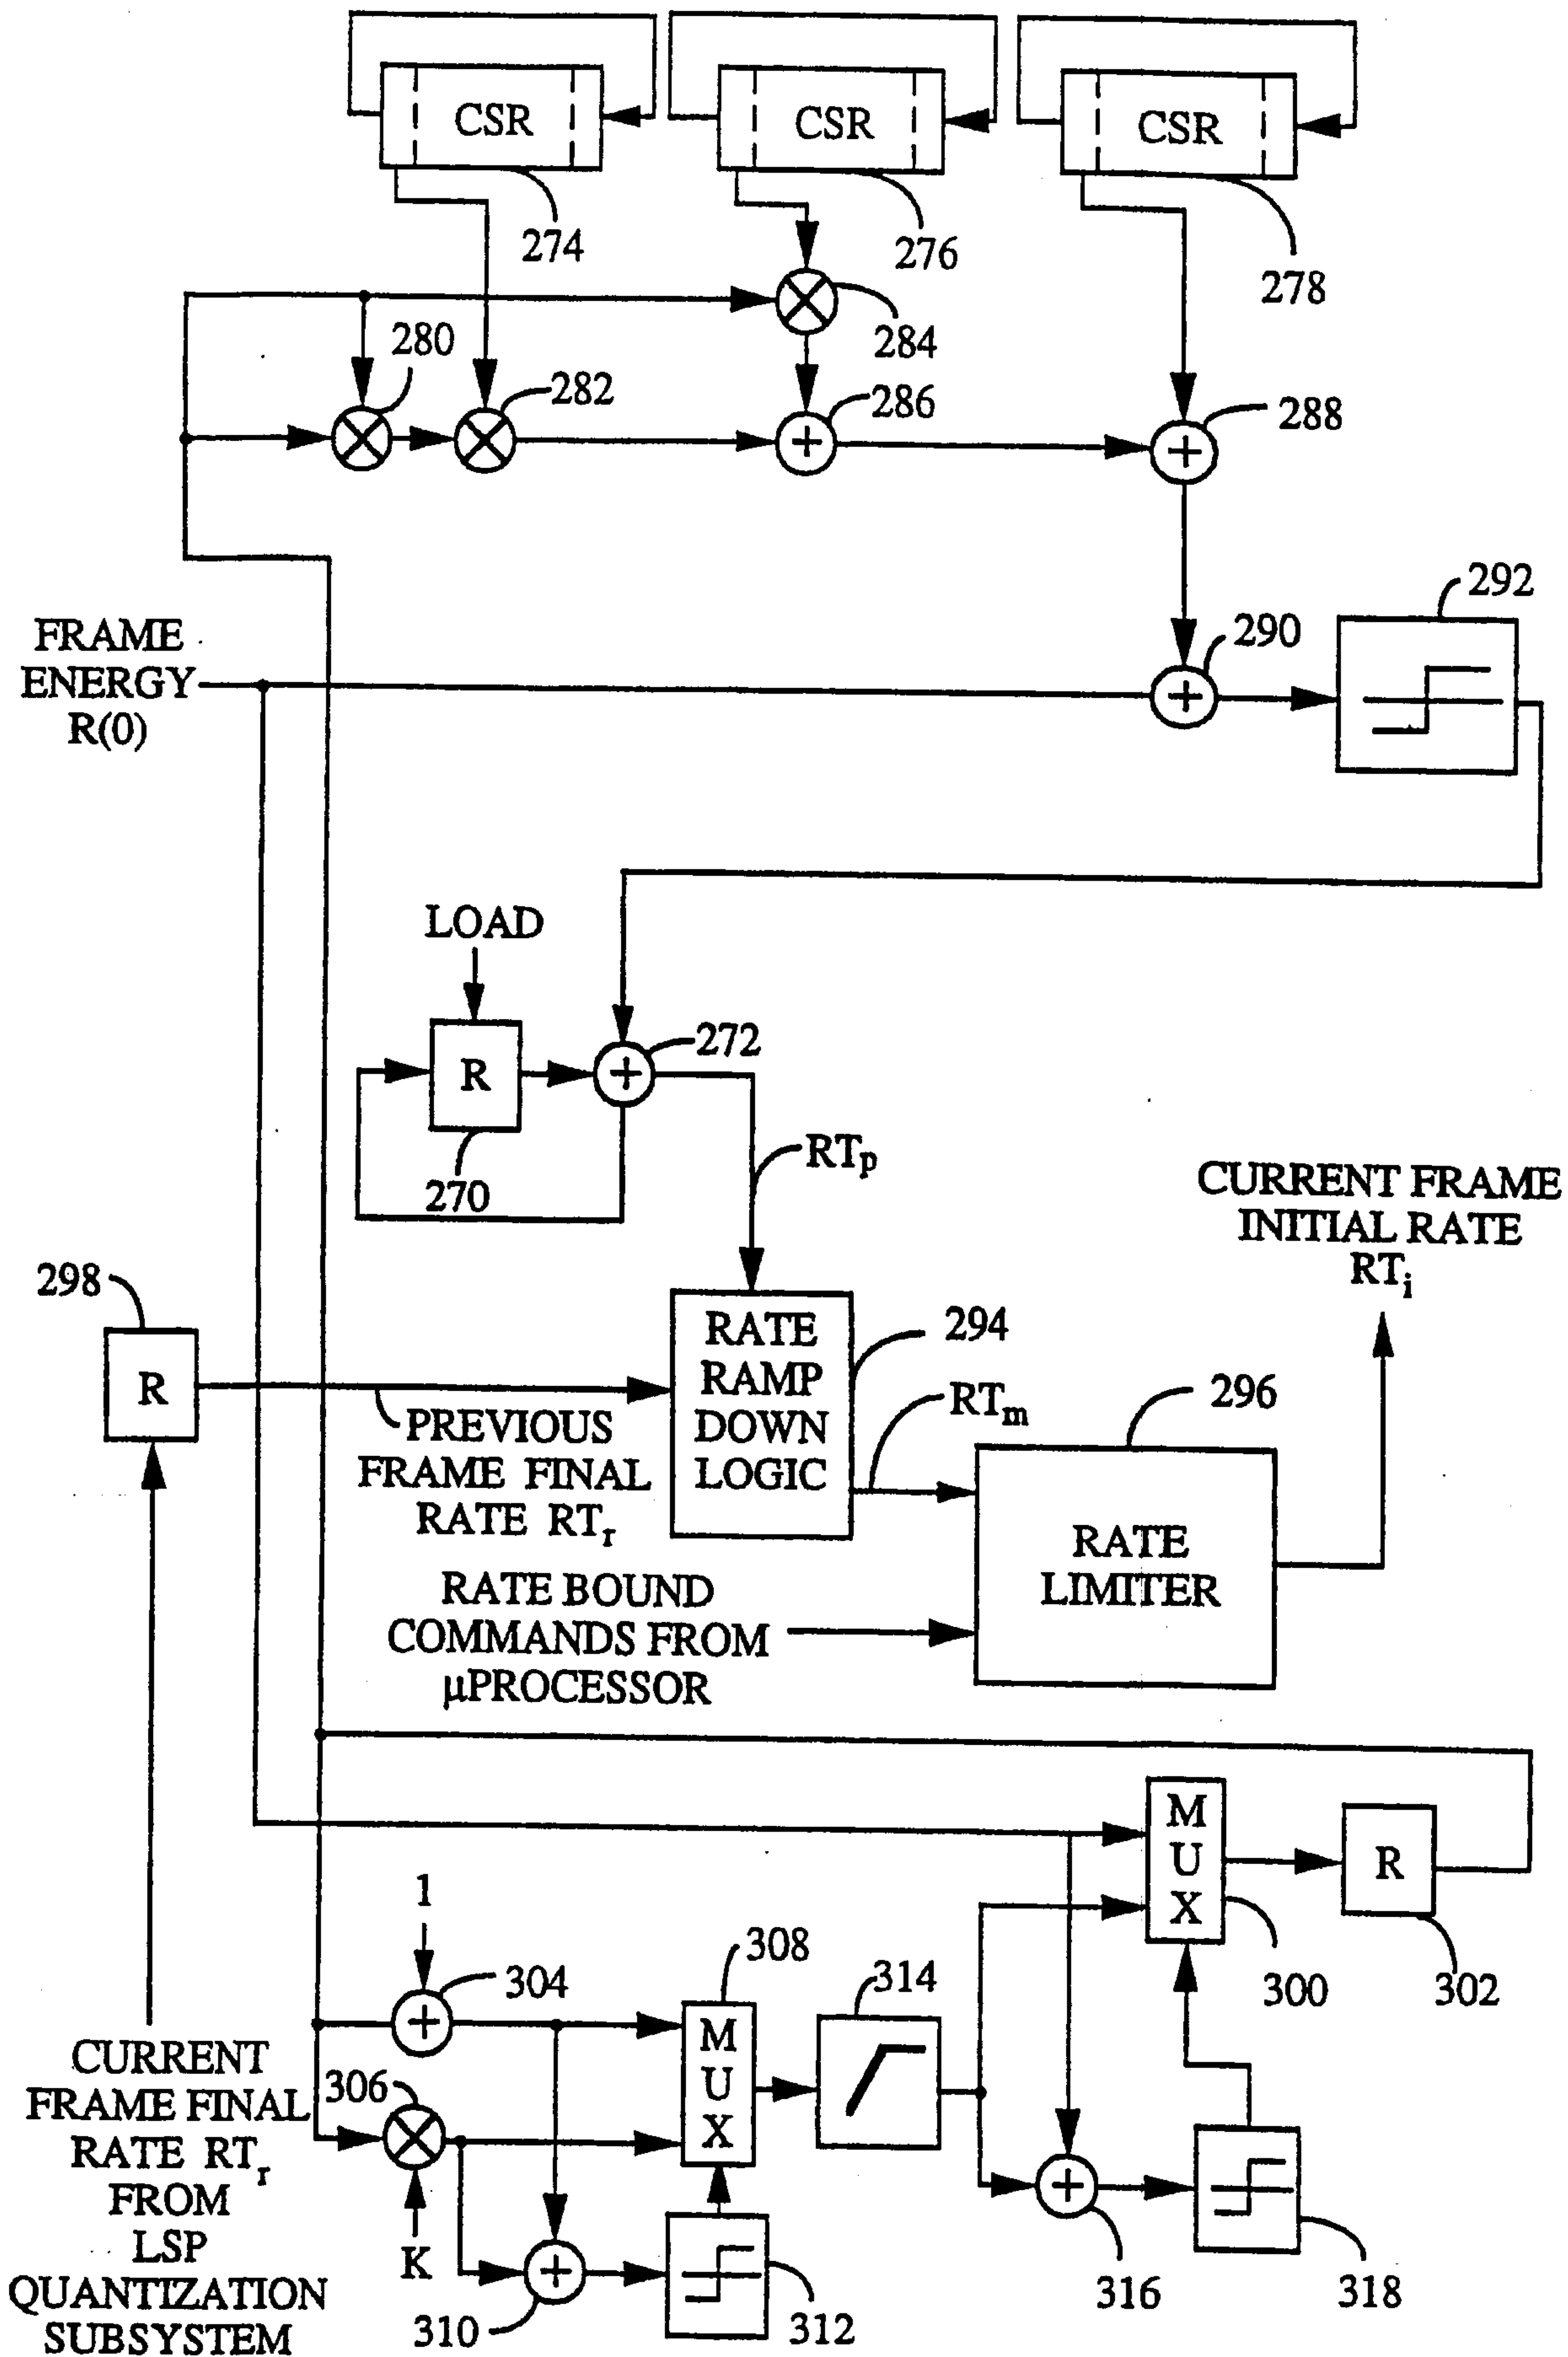 CSR
CSR
CSR
274
276
278
280
282
284
286
288
FRAME
ENERGY
R(0)
290
292
LOAD
R
270
272
RTp
CURRENT FRAME
INITIAL RATE
RTi
298
R
PREVIOUS
FRAME FINAL
RATE RTr
RATE
RAMP
DOWN
LOGIC
294
RTm
296
RATE
LIMITER
RATE BOUND
COMMANDS FROM
µPROCESSOR
MUX
300
R
302
1
304
306
K
308
MUX
310
312
314
316
318
CURRENT
FRAME FINAL
RATE RTr
FROM
LSP
QUANTIZATION
SUBSYSTEM